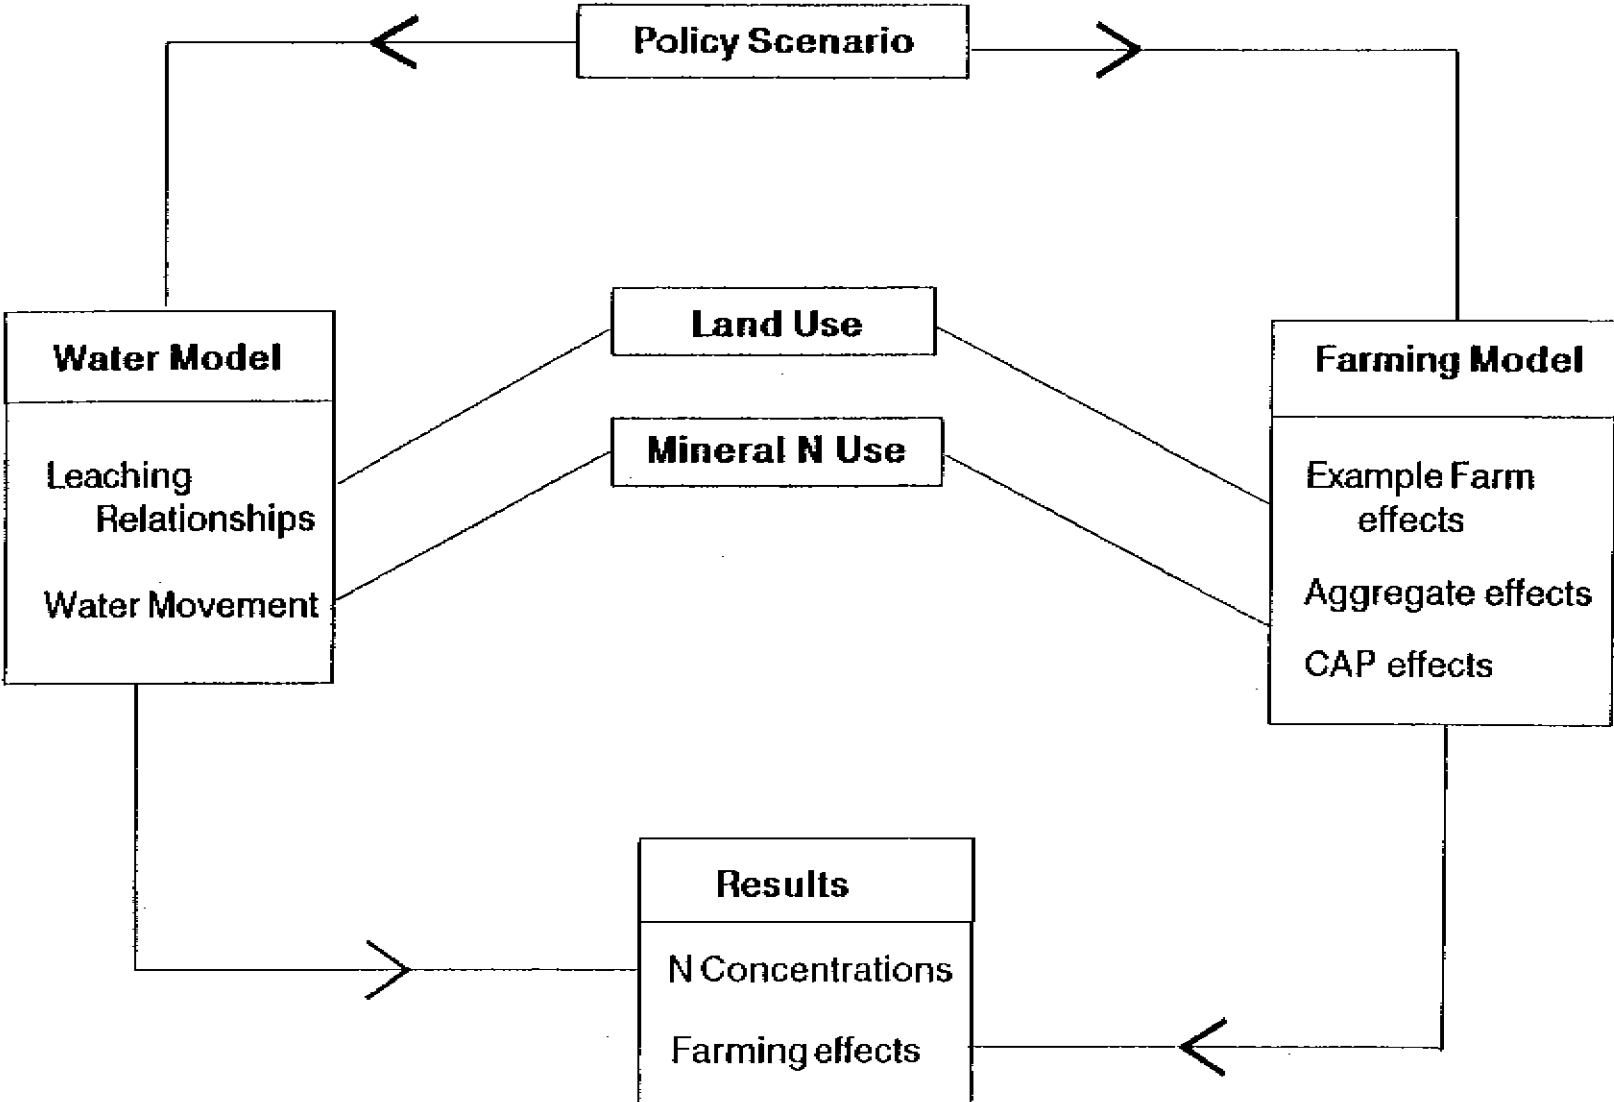 Policy Scenario
Land Use
Water Model
Farming Model
Mineral N Use
Leaching
Relationships
Water Movement
Example Farm
effects
Aggregate effects
CAP effects
Results
N Concentrations
Farming effects